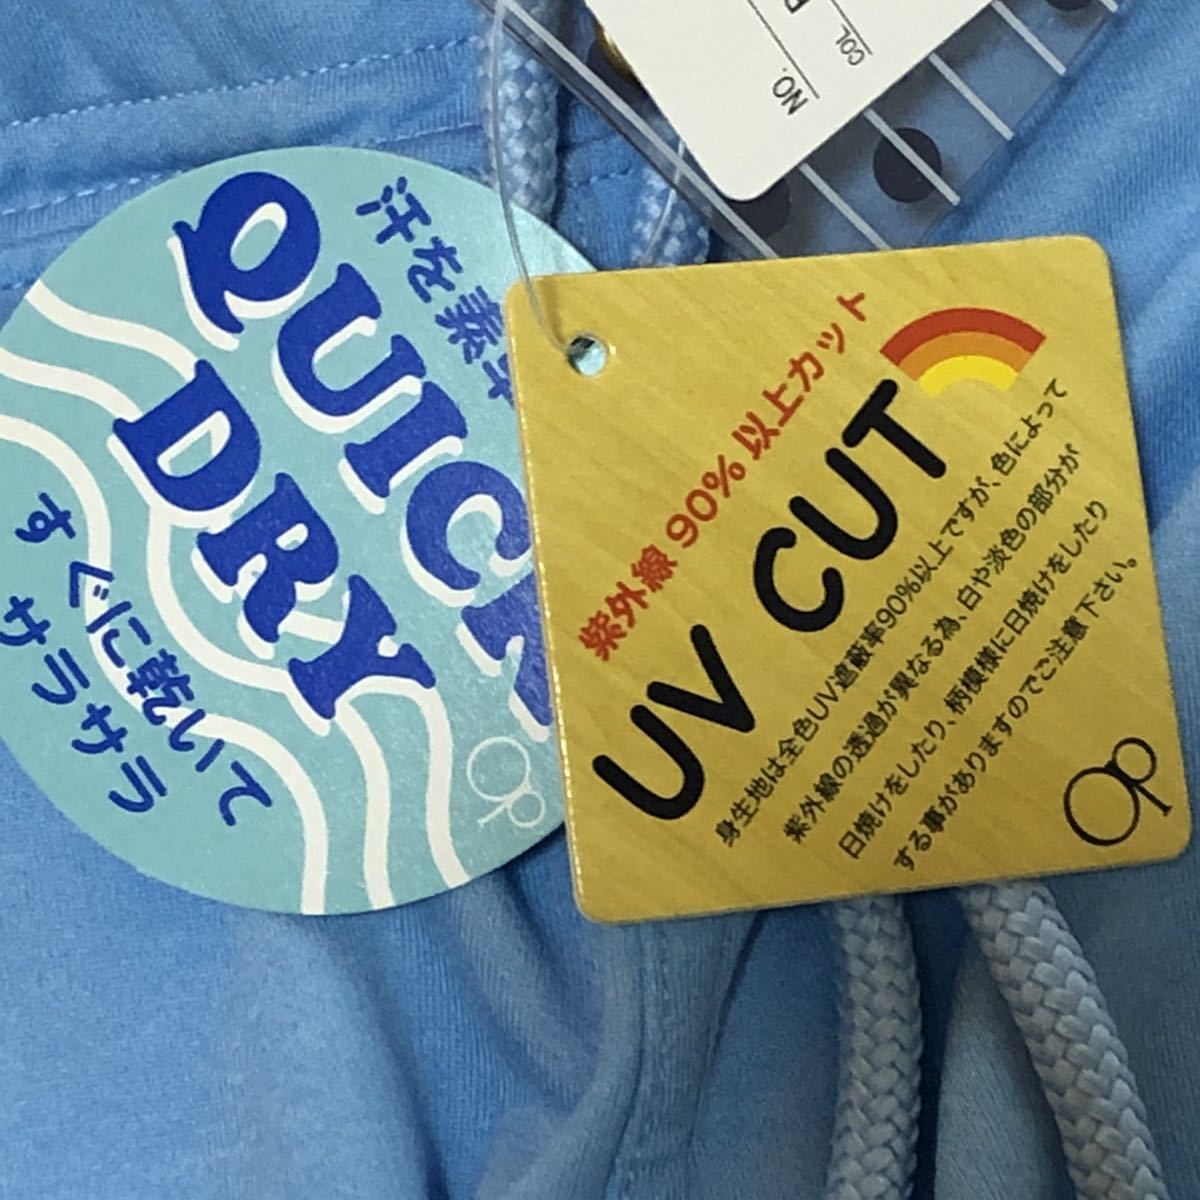 NO.
COL.
汗を素早
QUICK
DRY
すぐに乾いて
サラサラ
Op
紫外線90%以上カット
UV CUT
身生地は全色UV遮蔽率90%以上ですが、色によって
紫外線の透過が異なる為、白や淡色の部分が
日焼けをしたり、柄模様に日焼けをしたり
する事がありますのでご注意下さい。
Op